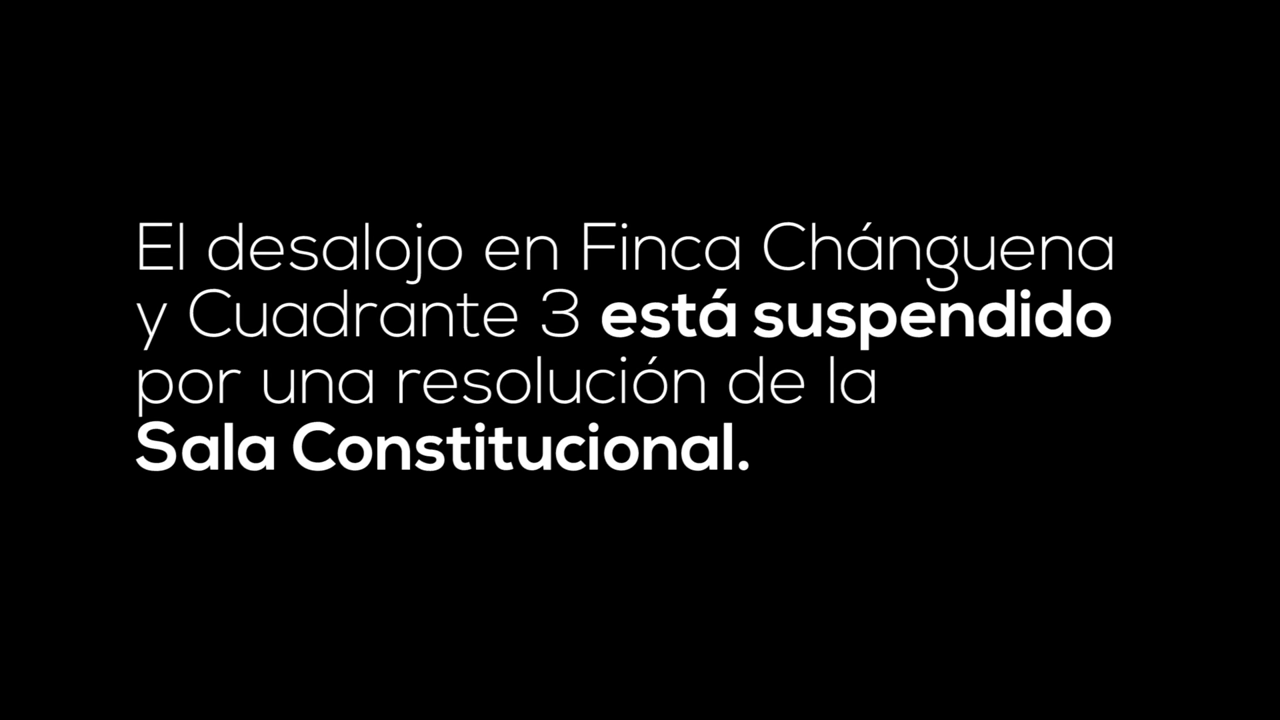 El desalojo en Finca Chánguena
y Cuadrante 3 está suspendido
por una resolución de la
Sala Constitucional.